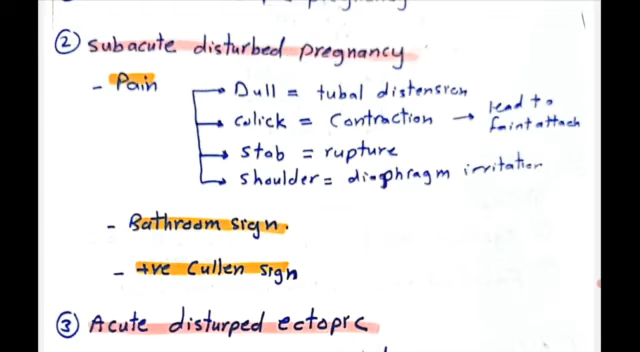 ② subacute disturbed pregnancy
- Pain
Dull = tubal distension
colick = Contraction → lead to
faint attach
stab = rupture
shoulder = diaphragm irritation
- Bathroom sign.
- +ve Cullen sign
③ Acute disturped ectopic